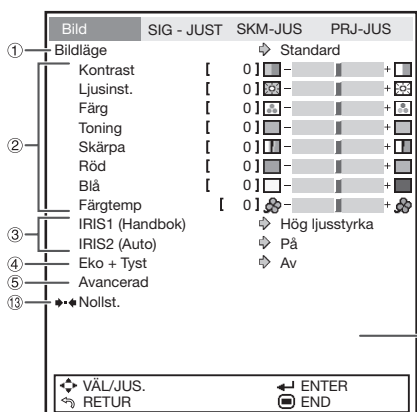 Bild SIG - JUST SKM-JUS PRJ-JUS
① Bildläge Standard
② Kontrast [ 0 ] - +
Ljusinst. [ 0 ] - +
Färg [ 0 ] - +
Toning [ 0 ] - +
Skärpa [ 0 ] - +
Röd [ 0 ] - +
Blå [ 0 ] - +
Färgtemp [ 0 ] - +
③ IRIS1 (Handbok) Hög ljusstyrka
IRIS2 (Auto) På
④ Eko + Tyst Av
⑤ Avancerad
⑬ Nollst.
VÄL/JUS. ENTER
RETUR END